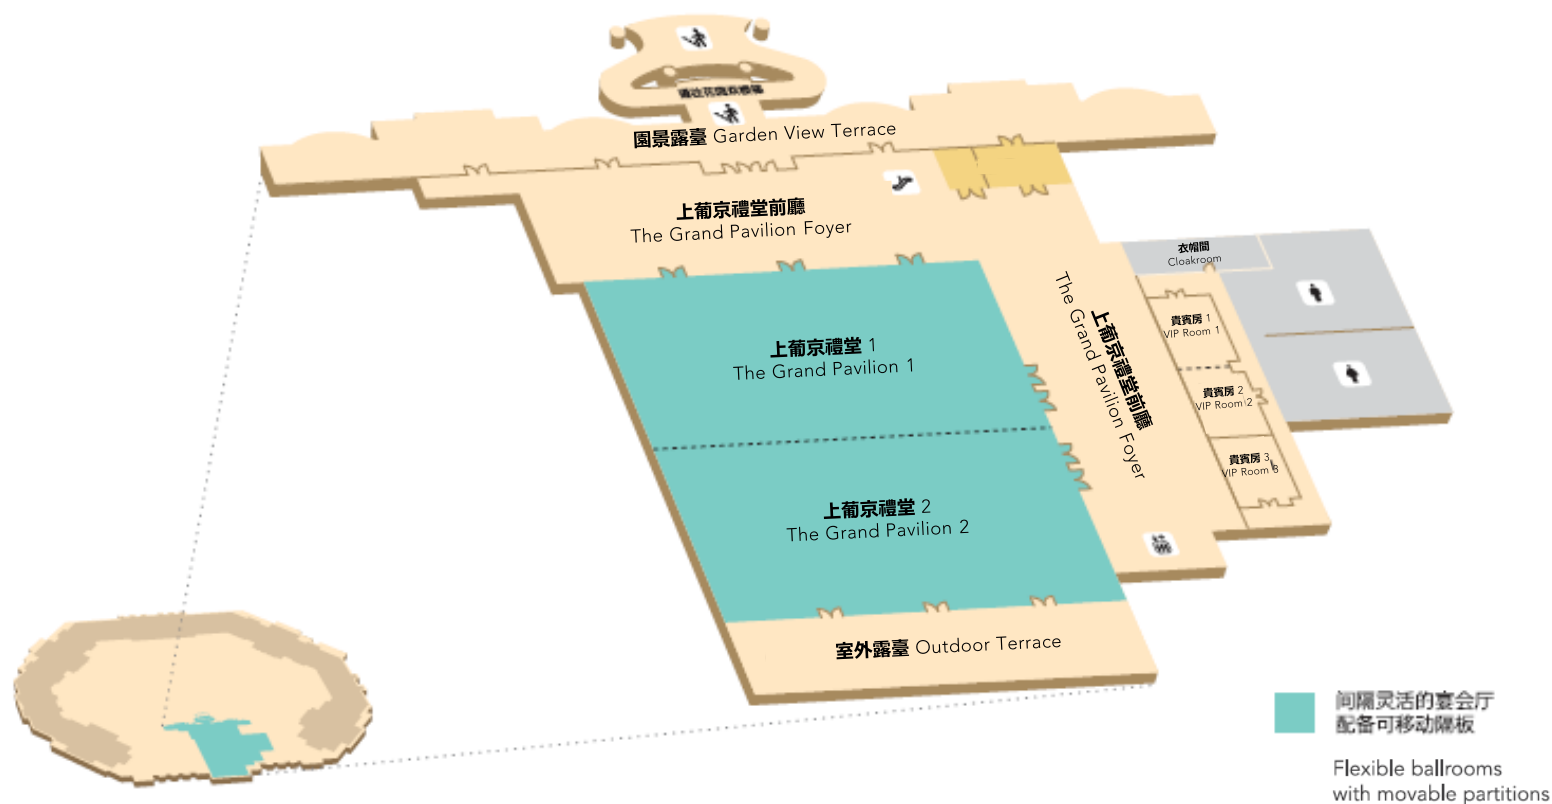 園景露臺 Garden View Terrace
上葡京禮堂前廳
The Grand Pavilion Foyer
衣帽間
Cloakroom
上葡京禮堂前廳
The Grand Pavilion Foyer
貴賓房 1
VIP Room 1
上葡京禮堂 1
The Grand Pavilion 1
貴賓房 2
VIP Room 2
貴賓房 3
VIP Room 3
上葡京禮堂 2
The Grand Pavilion 2
室外露臺 Outdoor Terrace
间隔灵活的宴会厅
配备可移动隔板
Flexible ballrooms
with movable partitions